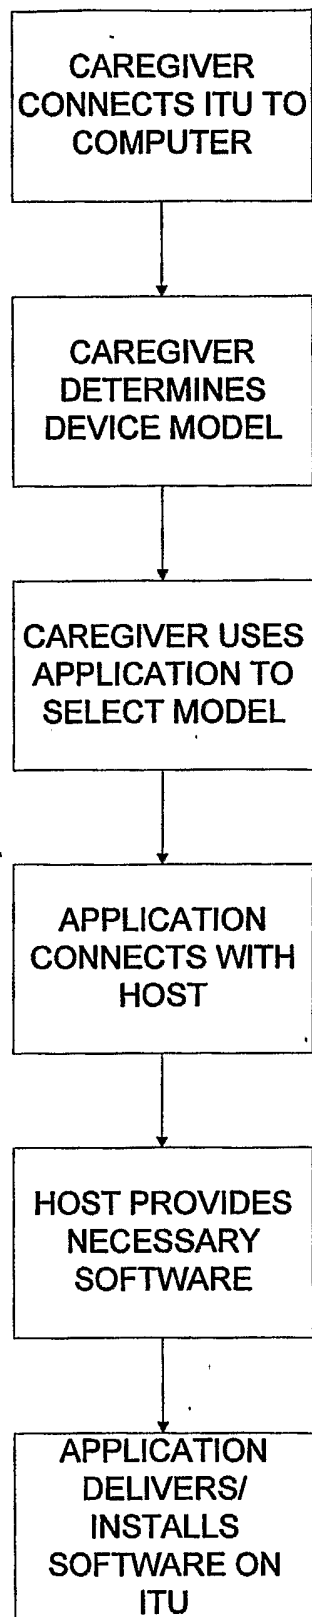 CAREGIVER
CONNECTS ITU TO
COMPUTER
CAREGIVER
DETERMINES
DEVICE MODEL
CAREGIVER USES
APPLICATION TO
SELECT MODEL
APPLICATION
CONNECTS WITH
HOST
HOST PROVIDES
NECESSARY
SOFTWARE
APPLICATION
DELIVERS/
INSTALLS
SOFTWARE ON
ITU